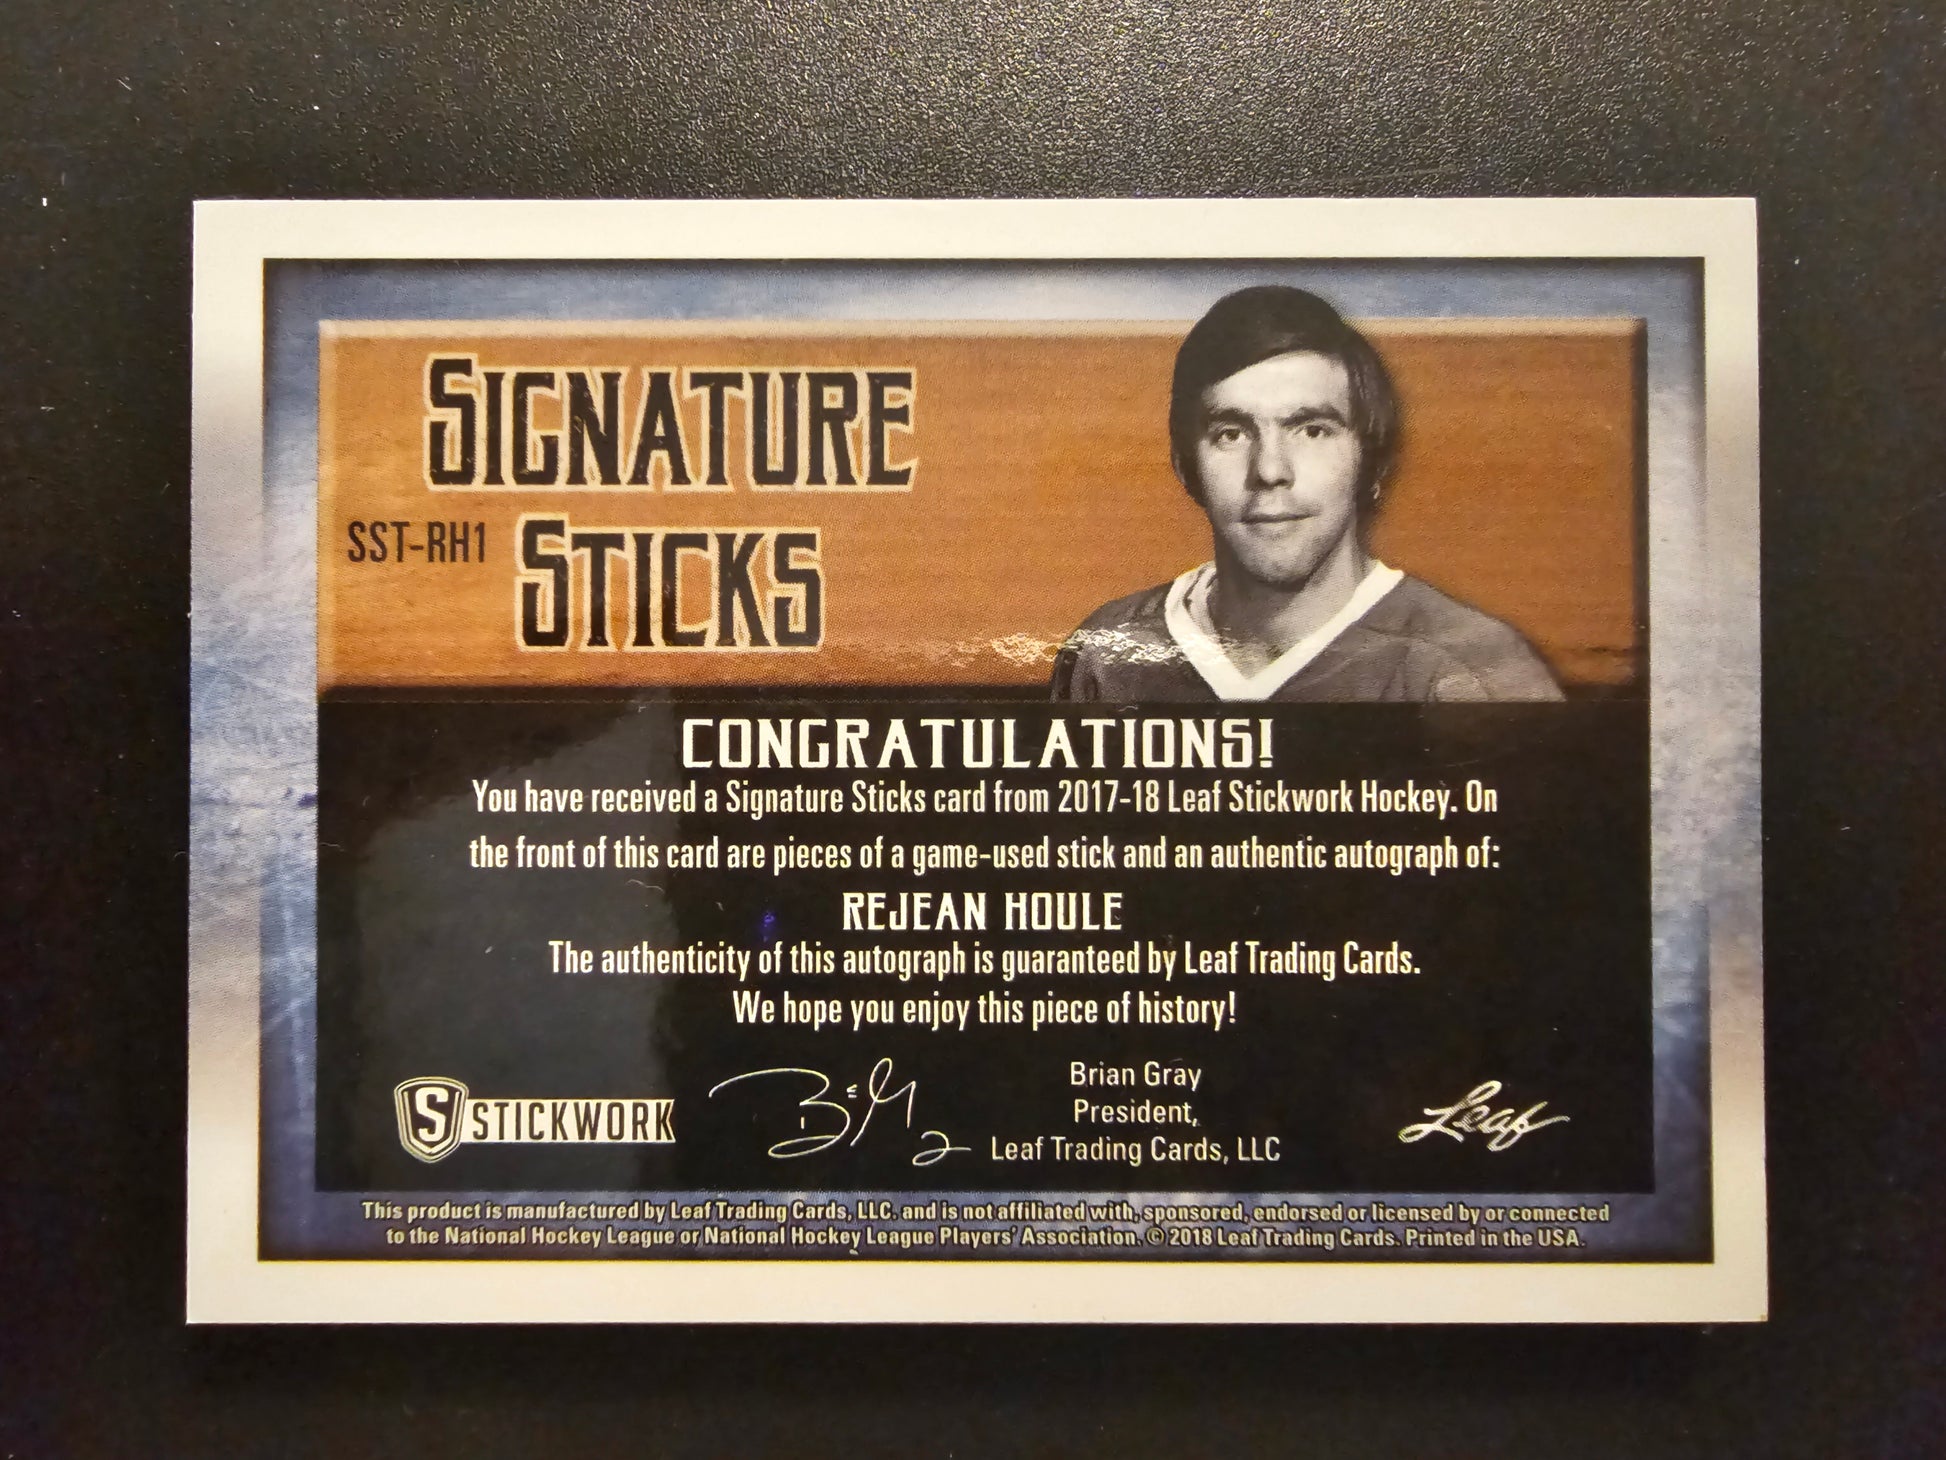 SIGNATURE
SST-RH1 STICKS
CONGRATULATIONS!
You have received a Signature Sticks card from 2017-18 Leaf Stickwork Hockey. On
the front of this card are pieces of a game-used stick and an authentic autograph of:
REJEAN HOULE
The authenticity of this autograph is guaranteed by Leaf Trading Cards.
We hope you enjoy this piece of history!
S STICKWORK
Brian Gray
President,
Leaf Trading Cards, LLC
Leaf
This product is manufactured by Leaf Trading Cards, LLC. and is not affiliated with, sponsored, endorsed or licensed by or connected
to the National Hockey League or National Hockey League Players' Association. © 2018 Leaf Trading Cards. Printed in the USA.